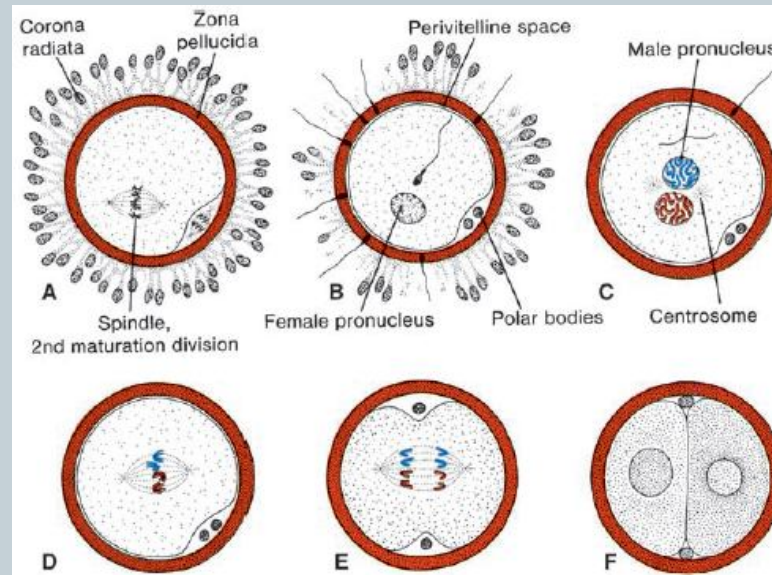 Corona
radiata
Zona
pellucida
Perivitelline space
Male pronucleus
A
B
C
Spindle,
2nd maturation division
Female pronucleus
Polar bodies
Centrosome
D
E
F